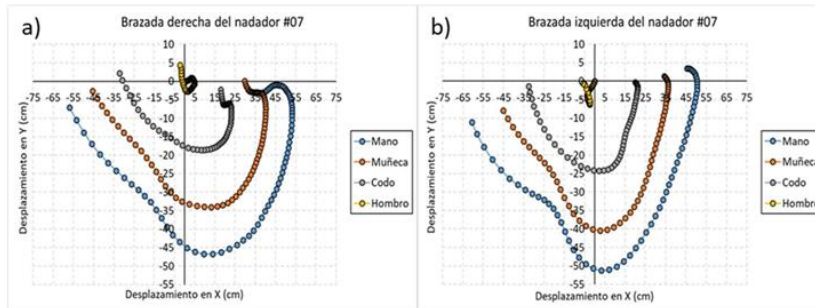 a)
Brazada derecha del nadador #07
15
10
5
0
-75 -65 -55 -45 -35 -25 -15 -5 5 15 25 35 45 55 65 75
-5
-10
-15
-20
-25
-30
-35
-40
-45
-50
-55
Desplazamiento en Y (cm)
Desplazamiento en X (cm)
Mano
Muñeca
Codo
Hombro
b)
Brazada izquierda del nadador #07
15
10
5
0
-75 -65 -55 -45 -35 -25 -15 -5 5 15 25 35 45 55 65 75
-5
-10
-15
-20
-25
-30
-35
-40
-45
-50
-55
Desplazamiento en Y (cm)
Desplazamiento en X (cm)
Mano
Muñeca
Codo
Hombro